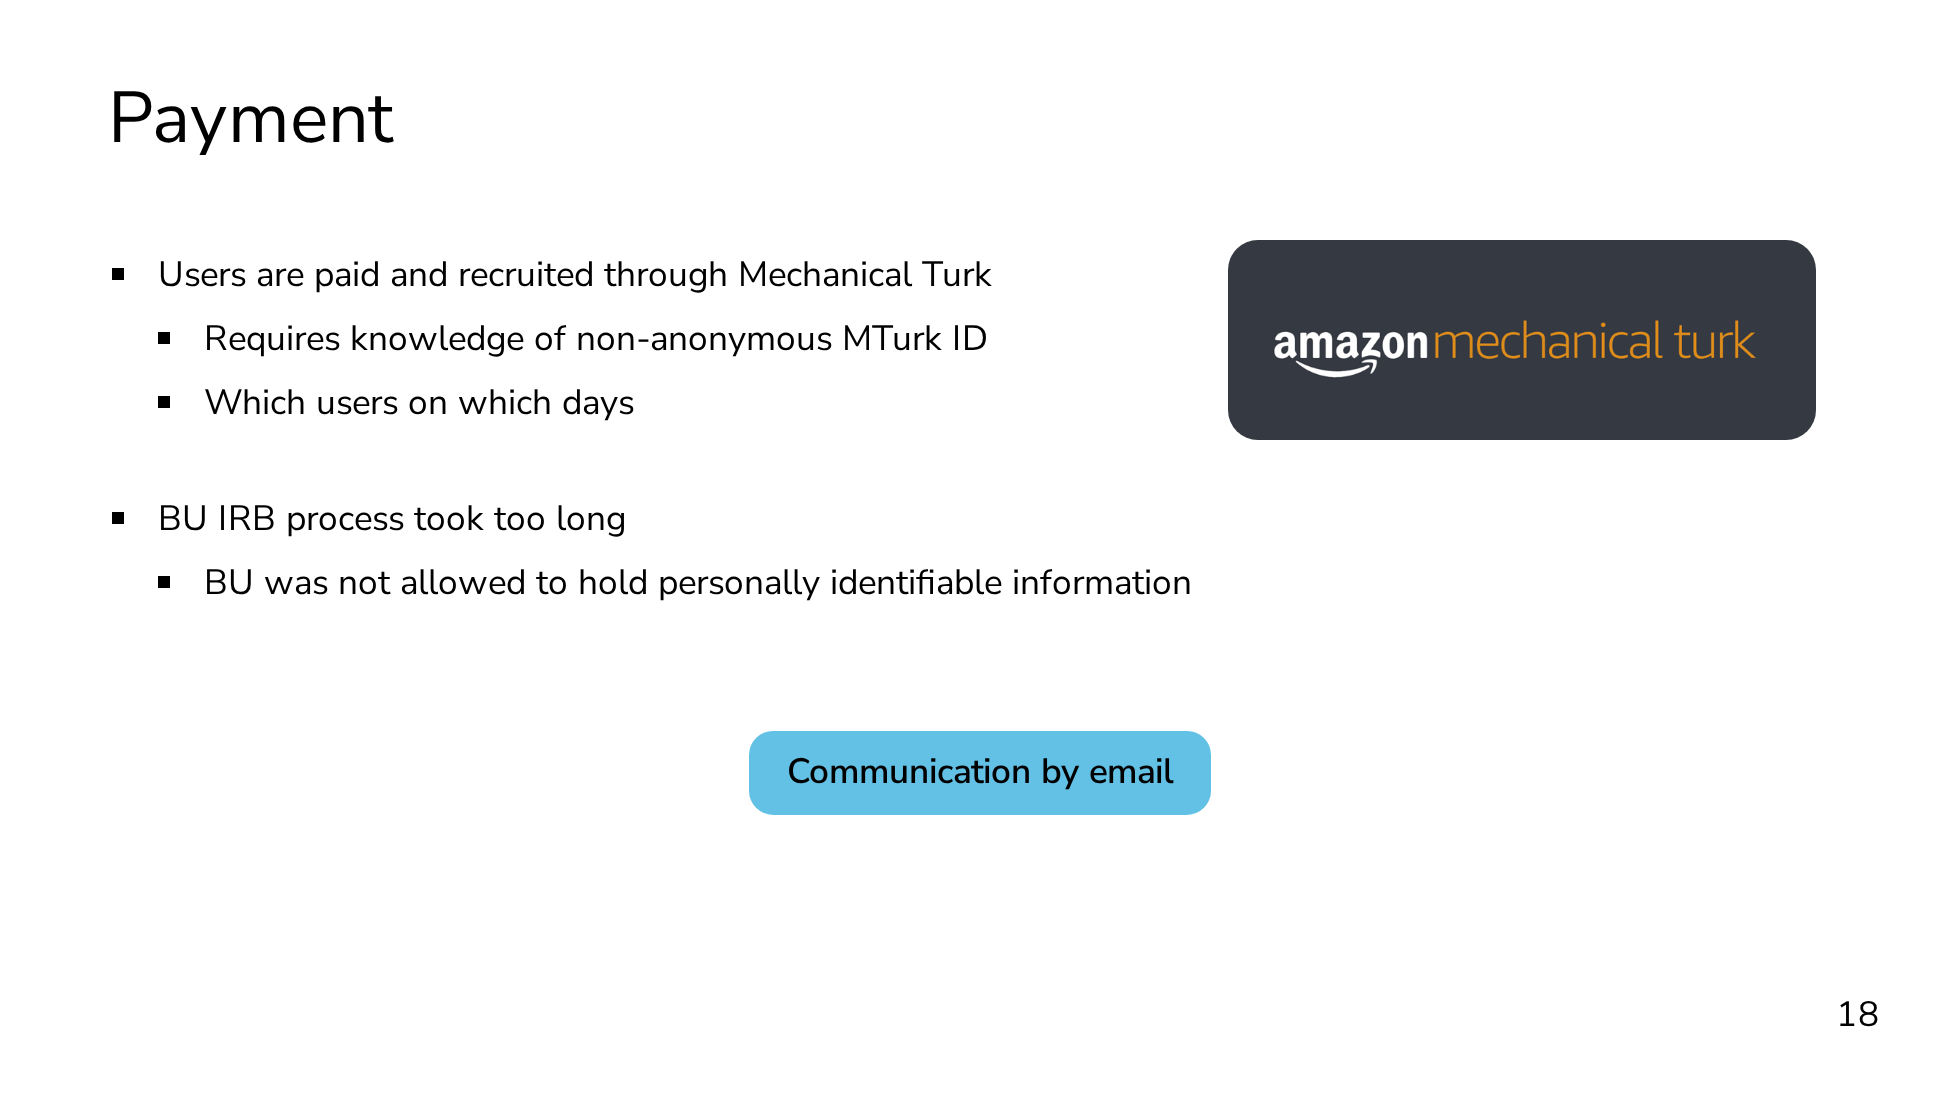 Payment
Users are paid and recruited through Mechanical Turk
Requires knowledge of non-anonymous MTurk ID
Which users on which days
amazon mechanical turk
BU IRB process took too long
BU was not allowed to hold personally identifiable information
Communication by email
18